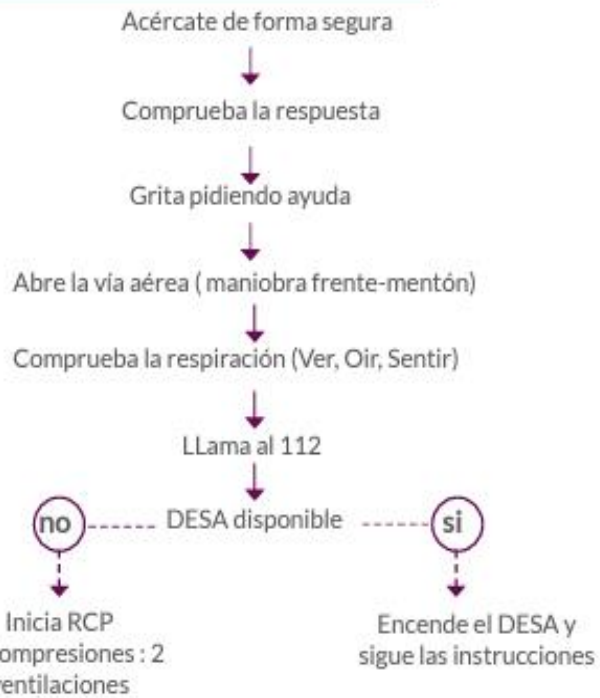 Acércate de forma segura
Comprueba la respuesta
Grita pidiendo ayuda
Abre la vía aérea ( maniobra frente-mentón)
Comprueba la respiración (Ver, Oir, Sentir)
LLama al 112
no
DESA disponible
si
Inicia RCP
ompresiones : 2
entilaciones
Encende el DESA y
sigue las instrucciones